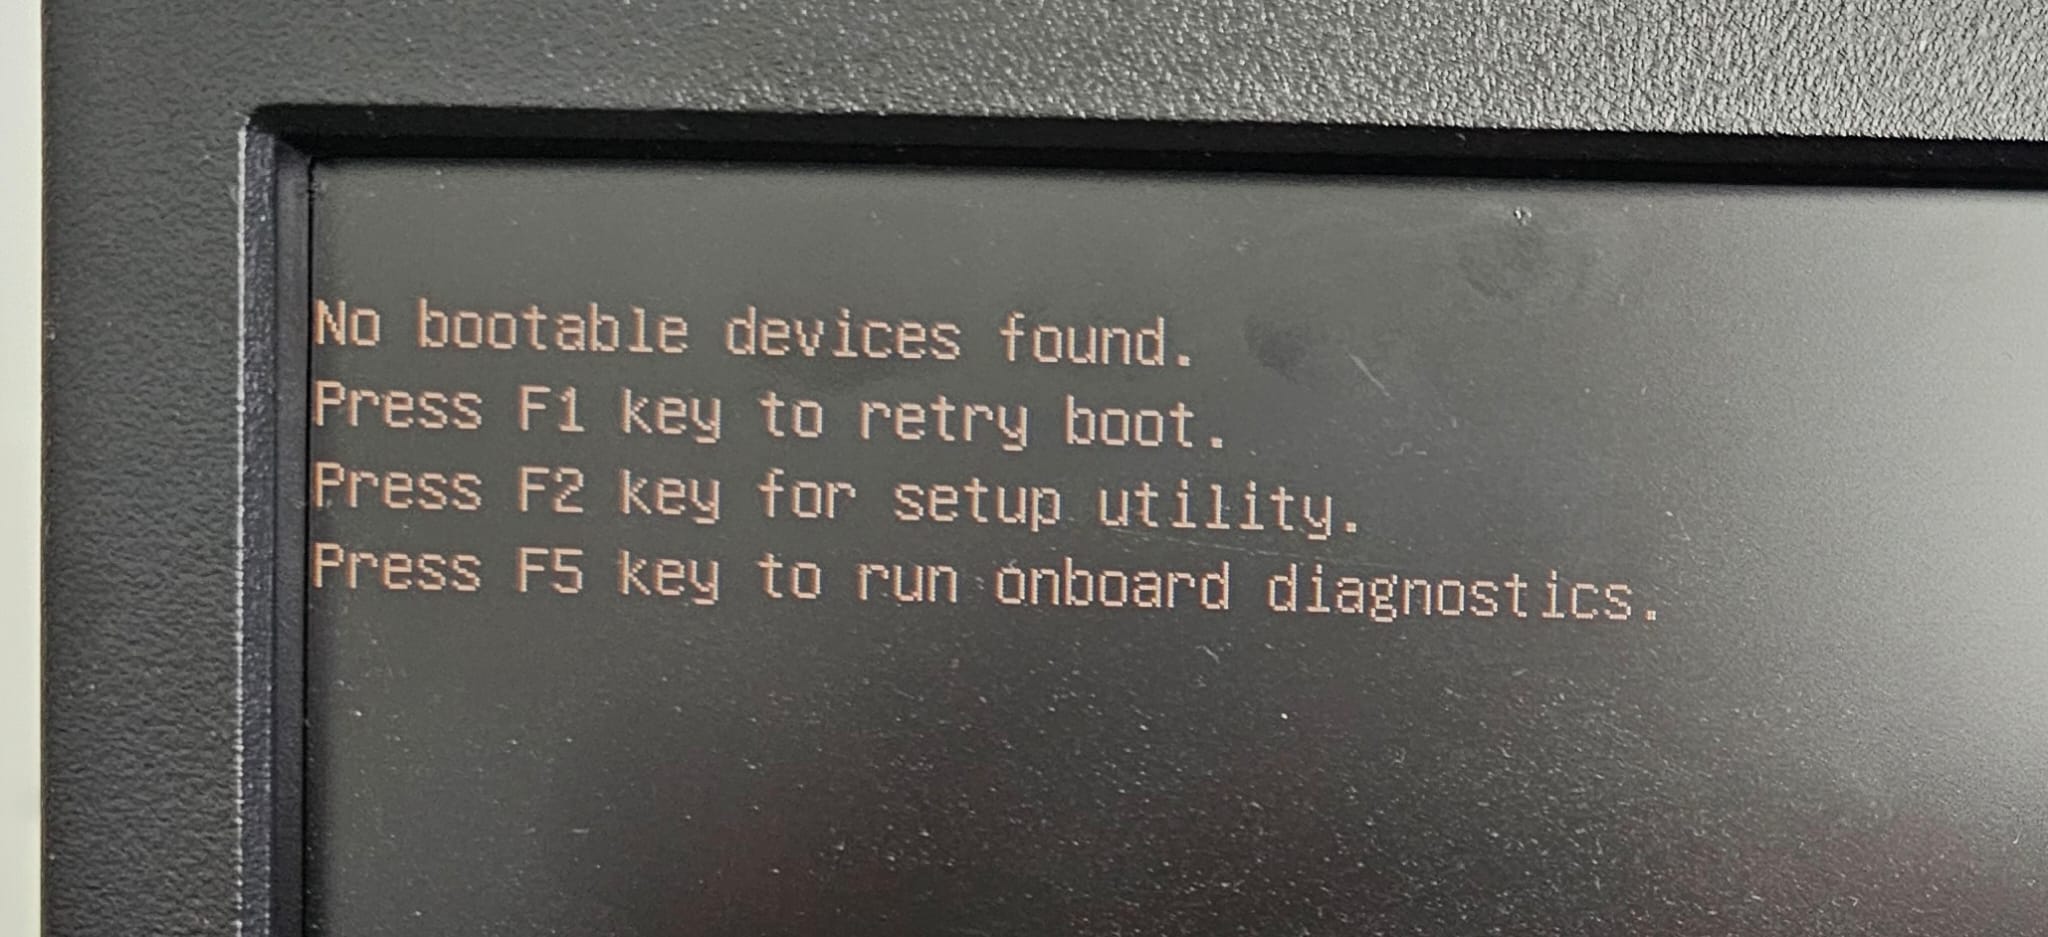 No bootable devices found.
Press F1 key to retry boot.
Press F2 key for setup utility.
Press F5 key to run onboard diagnostics.